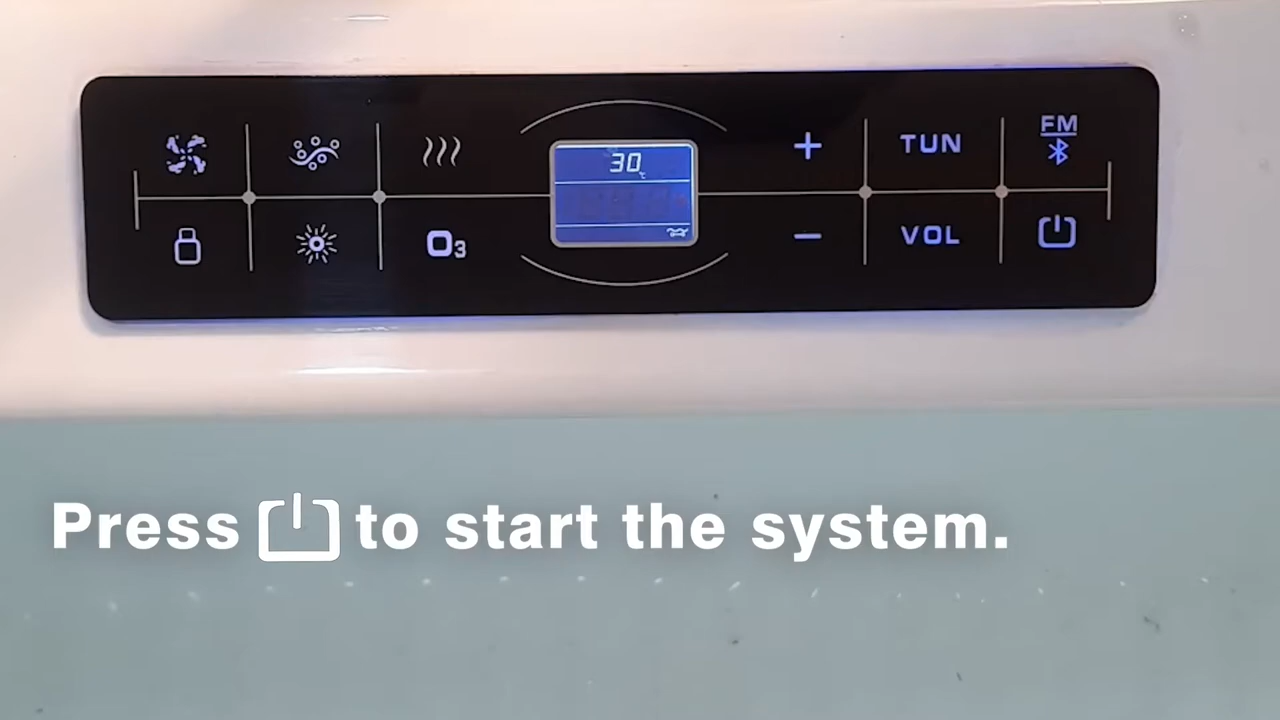 30
°C
+
TUN
FM
O3
-
VOL
Press to start the system.